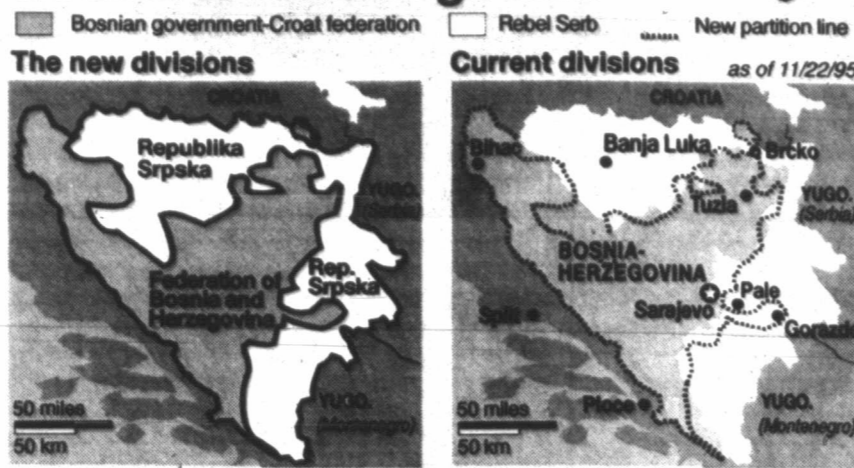 Bosnian government-Croat federation
Rebel Serb
New partition line
The new divisions
CROATIA
Republika
Srpska
YUGO.
(Serbia)
Federation of
Bosnia and
Herzegovina
Rep.
Srpska
YUGO.
(Montenegro)
50 miles
50 km
Current divisions
as of 11/22/95
CROATIA
Bihac
Banja Luka
Brcko
Tuzla
YUGO.
(Serbia)
BOSNIA-
HERZEGOVINA
Pale
Sarajevo
Split
Gorazde
Ploce
YUGO.
(Montenegro)
50 miles
50 km